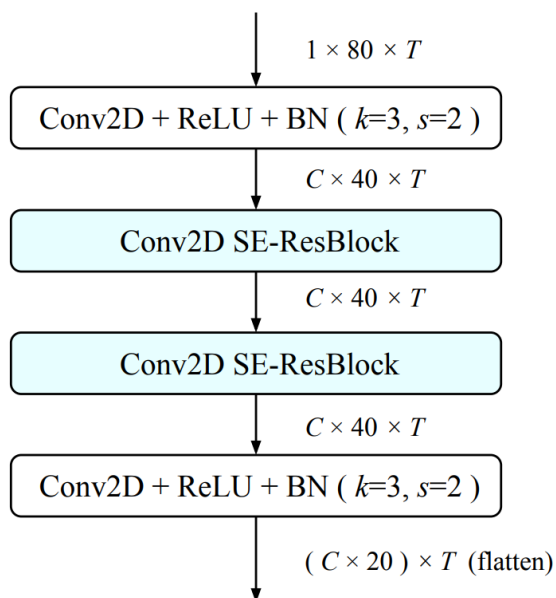 1 × 80 × T
Conv2D + ReLU + BN ( k=3, s=2 )
C × 40 × T
Conv2D SE-ResBlock
C × 40 × T
Conv2D SE-ResBlock
C × 40 × T
Conv2D + ReLU + BN ( k=3, s=2 )
( C × 20 ) × T (flatten)